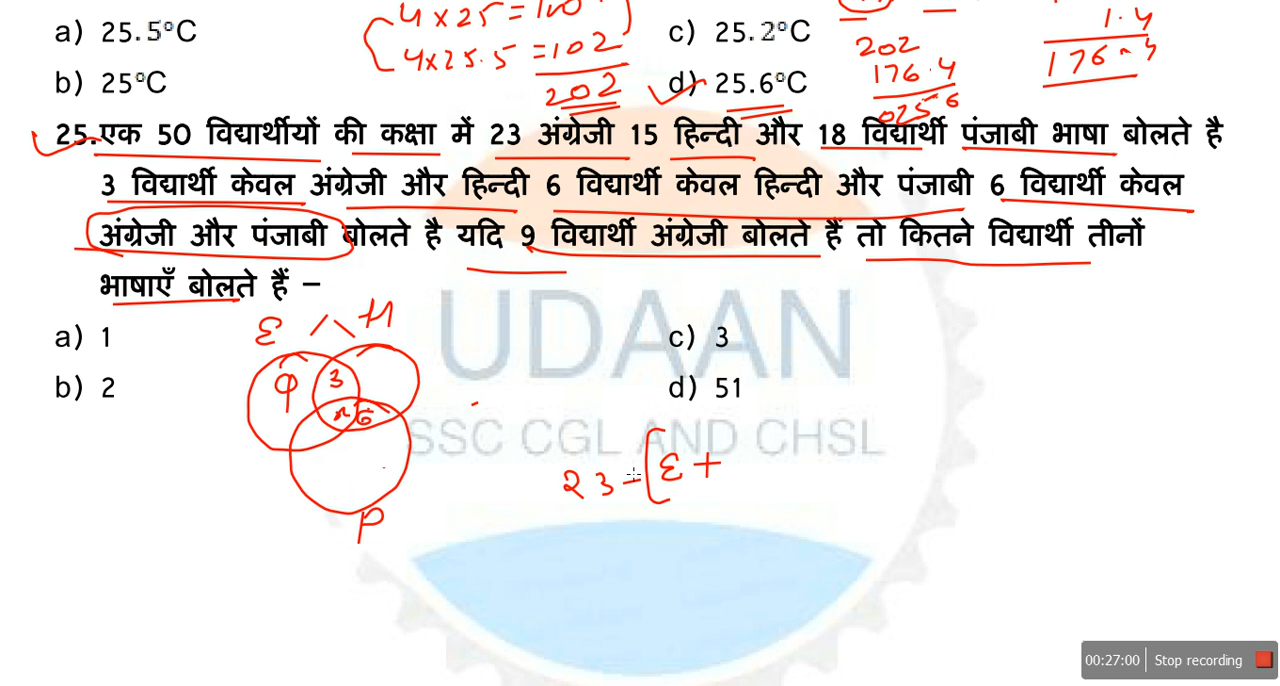 a) 25.5°C
4×25=100
c) 25.2°C
4×25.5=102
202
202
176.4
1.4
b) 25°C
d) 25.6°C
25.एक 50 विद्यार्थीयों की कक्षा में 23 अंग्रेजी 15 हिन्दी और 18 विद्यार्थी पंजाबी भाषा बोलते है
3 विद्यार्थी केवल अंग्रेजी और हिन्दी 6 विद्यार्थी केवल हिन्दी और पंजाबी 6 विद्यार्थी केवल
अंग्रेजी और पंजाबी बोलते है यदि 9 विद्यार्थी अंग्रेजी बोलते हैं तो कितने विद्यार्थी तीनों
भाषाएँ बोलते हैं –
E H
a) 1
c) 3
b) 2
d) 51
9 3
6
P
UDAAN
SSC CGL AND CHSL
23-[E+
00:27:00 Stop recording